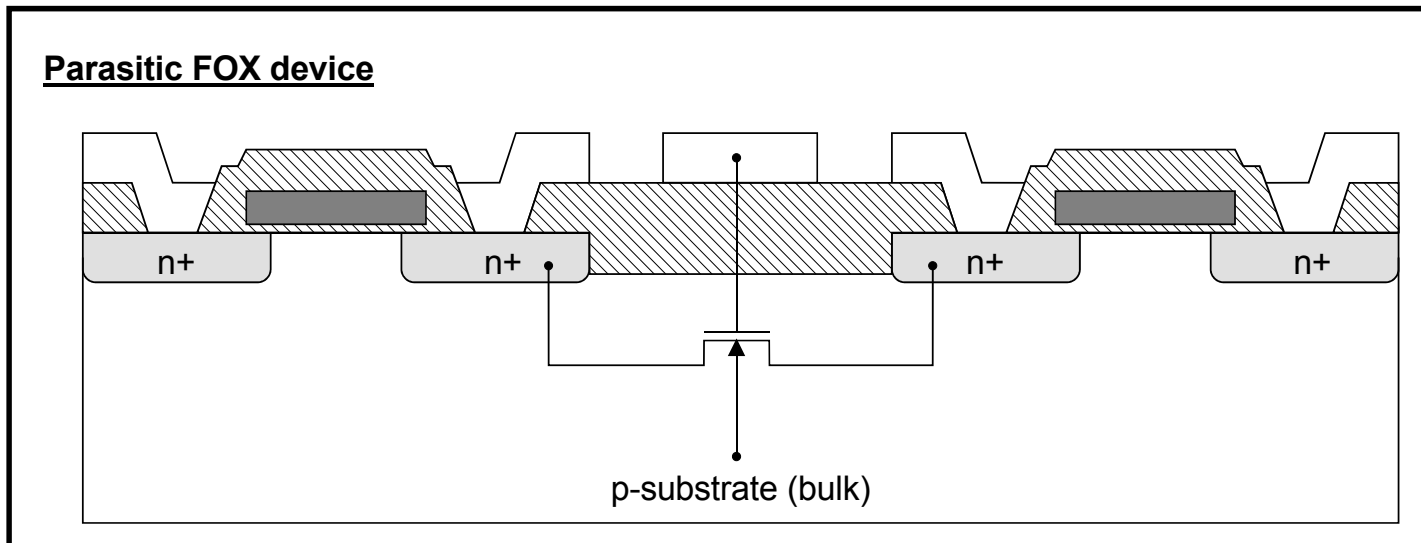 Parasitic FOX device
n+
n+
n+
n+
p-substrate (bulk)